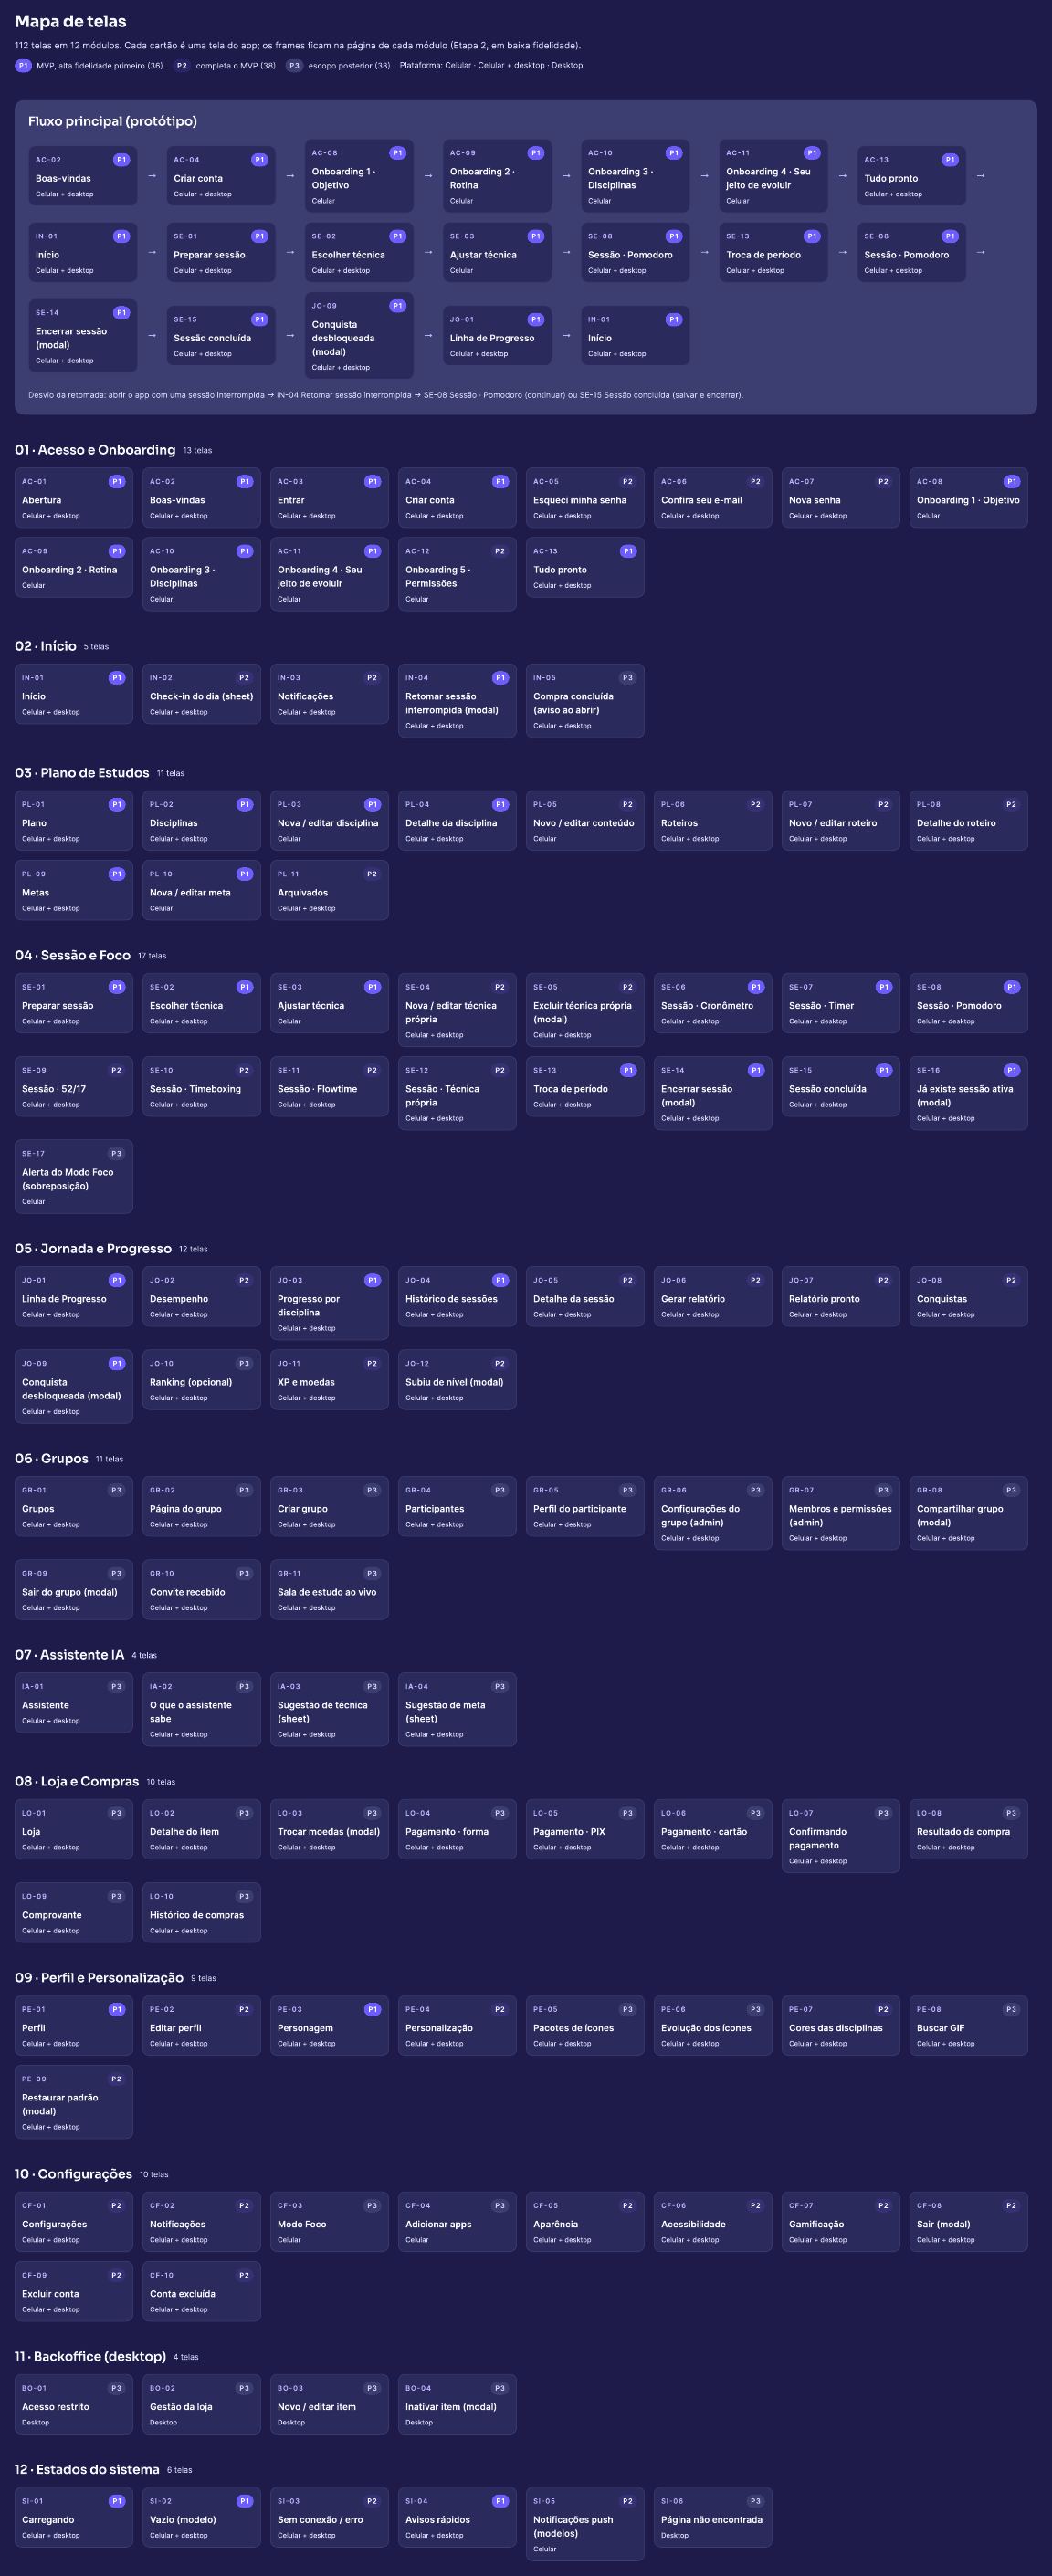 Mapa de telas
112 telas em 12 módulos. Cada cartão é uma tela do app; os frames ficam na página de cada módulo (Etapa 2, em baixa fidelidade).
P1 MVP, alta fidelidade primeiro (36) P2 completa o MVP (38) P3 escopo posterior (38) Plataforma: Celular · Celular + desktop · Desktop
Fluxo principal (protótipo)
AC-02 P1
Boas-vindas
Celular + desktop
→
AC-04 P1
Criar conta
Celular + desktop
→
AC-08 P1
Onboarding 1 ·
Objetivo
Celular
→
AC-09 P1
Onboarding 2 ·
Rotina
Celular
→
AC-10 P1
Onboarding 3 ·
Disciplinas
Celular
→
AC-11 P1
Onboarding 4 · Seu
jeito de evoluir
Celular
→
AC-13 P1
Tudo pronto
Celular + desktop
→
IN-01 P1
Início
Celular + desktop
→
SE-01 P1
Preparar sessão
Celular + desktop
→
SE-02 P1
Escolher técnica
Celular + desktop
→
SE-03 P1
Ajustar técnica
Celular
→
SE-08 P1
Sessão · Pomodoro
Celular + desktop
→
SE-13 P1
Troca de período
Celular + desktop
→
SE-08 P1
Sessão · Pomodoro
Celular + desktop
→
SE-14 P1
Encerrar sessão
(modal)
Celular + desktop
→
SE-15 P1
Sessão concluída
Celular + desktop
→
JO-09 P1
Conquista
desbloqueada
(modal)
Celular + desktop
→
JO-01 P1
Linha de Progresso
Celular + desktop
→
IN-01 P1
Início
Celular + desktop
Desvio da retomada: abrir o app com uma sessão interrompida → IN-04 Retomar sessão interrompida → SE-08 Sessão · Pomodoro (continuar) ou SE-15 Sessão concluída (salvar e encerrar).
01 · Acesso e Onboarding 13 telas
AC-01 P1
Abertura
Celular + desktop
AC-02 P1
Boas-vindas
Celular + desktop
AC-03 P1
Entrar
Celular + desktop
AC-04 P1
Criar conta
Celular + desktop
AC-05 P2
Esqueci minha senha
Celular + desktop
AC-06 P2
Confira seu e-mail
Celular + desktop
AC-07 P2
Nova senha
Celular + desktop
AC-08 P1
Onboarding 1 · Objetivo
Celular
AC-09 P1
Onboarding 2 · Rotina
Celular
AC-10 P1
Onboarding 3 ·
Disciplinas
Celular
AC-11 P1
Onboarding 4 · Seu
jeito de evoluir
Celular
AC-12 P2
Onboarding 5 ·
Permissões
Celular
AC-13 P1
Tudo pronto
Celular + desktop
02 · Início 5 telas
IN-01 P1
Início
Celular + desktop
IN-02 P2
Check-in do dia (sheet)
Celular + desktop
IN-03 P2
Notificações
Celular + desktop
IN-04 P1
Retomar sessão
interrompida (modal)
Celular + desktop
IN-05 P3
Compra concluída
(aviso ao abrir)
Celular + desktop
03 · Plano de Estudos 11 telas
PL-01 P1
Plano
Celular + desktop
PL-02 P1
Disciplinas
Celular + desktop
PL-03 P1
Nova / editar disciplina
Celular
PL-04 P1
Detalhe da disciplina
Celular + desktop
PL-05 P2
Novo / editar conteúdo
Celular
PL-06 P2
Roteiros
Celular + desktop
PL-07 P2
Novo / editar roteiro
Celular + desktop
PL-08 P2
Detalhe do roteiro
Celular + desktop
PL-09 P1
Metas
Celular + desktop
PL-10 P1
Nova / editar meta
Celular
PL-11 P2
Arquivados
Celular + desktop
04 · Sessão e Foco 17 telas
SE-01 P1
Preparar sessão
Celular + desktop
SE-02 P1
Escolher técnica
Celular + desktop
SE-03 P1
Ajustar técnica
Celular
SE-04 P2
Nova / editar técnica
própria
Celular + desktop
SE-05 P2
Excluir técnica própria
(modal)
Celular + desktop
SE-06 P1
Sessão · Cronômetro
Celular + desktop
SE-07 P1
Sessão · Timer
Celular + desktop
SE-08 P1
Sessão · Pomodoro
Celular + desktop
SE-09 P2
Sessão · 52/17
Celular + desktop
SE-10 P2
Sessão · Timeboxing
Celular + desktop
SE-11 P2
Sessão · Flowtime
Celular + desktop
SE-12 P2
Sessão · Técnica
própria
Celular + desktop
SE-13 P1
Troca de período
Celular + desktop
SE-14 P1
Encerrar sessão
(modal)
Celular + desktop
SE-15 P1
Sessão concluída
Celular + desktop
SE-16 P1
Já existe sessão ativa
(modal)
Celular + desktop
SE-17 P3
Alerta do Modo Foco
(sobreposição)
Celular
05 · Jornada e Progresso 12 telas
JO-01 P1
Linha de Progresso
Celular + desktop
JO-02 P2
Desempenho
Celular + desktop
JO-03 P1
Progresso por
disciplina
Celular + desktop
JO-04 P1
Histórico de sessões
Celular + desktop
JO-05 P2
Detalhe da sessão
Celular + desktop
JO-06 P2
Gerar relatório
Celular + desktop
JO-07 P2
Relatório pronto
Celular + desktop
JO-08 P2
Conquistas
Celular + desktop
JO-09 P1
Conquista
desbloqueada (modal)
Celular + desktop
JO-10 P3
Ranking (opcional)
Celular + desktop
JO-11 P2
XP e moedas
Celular + desktop
JO-12 P2
Subiu de nível (modal)
Celular + desktop
06 · Grupos 11 telas
GR-01 P3
Grupos
Celular + desktop
GR-02 P3
Página do grupo
Celular + desktop
GR-03 P3
Criar grupo
Celular + desktop
GR-04 P3
Participantes
Celular + desktop
GR-05 P3
Perfil do participante
Celular + desktop
GR-06 P3
Configurações do
grupo (admin)
Celular + desktop
GR-07 P3
Membros e permissões
(admin)
Celular + desktop
GR-08 P3
Compartilhar grupo
(modal)
Celular + desktop
GR-09 P3
Sair do grupo (modal)
Celular + desktop
GR-10 P3
Convite recebido
Celular + desktop
GR-11 P3
Sala de estudo ao vivo
Celular + desktop
07 · Assistente IA 4 telas
IA-01 P3
Assistente
Celular + desktop
IA-02 P3
O que o assistente
sabe
Celular + desktop
IA-03 P3
Sugestão de técnica
(sheet)
Celular + desktop
IA-04 P3
Sugestão de meta
(sheet)
Celular + desktop
08 · Loja e Compras 10 telas
LO-01 P3
Loja
Celular + desktop
LO-02 P3
Detalhe do item
Celular + desktop
LO-03 P3
Trocar moedas (modal)
Celular + desktop
LO-04 P3
Pagamento · forma
Celular + desktop
LO-05 P3
Pagamento · PIX
Celular + desktop
LO-06 P3
Pagamento · cartão
Celular + desktop
LO-07 P3
Confirmando
pagamento
Celular + desktop
LO-08 P3
Resultado da compra
Celular + desktop
LO-09 P3
Comprovante
Celular + desktop
LO-10 P3
Histórico de compras
Celular + desktop
09 · Perfil e Personalização 9 telas
PE-01 P1
Perfil
Celular + desktop
PE-02 P2
Editar perfil
Celular + desktop
PE-03 P1
Personagem
Celular + desktop
PE-04 P2
Personalização
Celular + desktop
PE-05 P3
Pacotes de ícones
Celular + desktop
PE-06 P3
Evolução dos ícones
Celular + desktop
PE-07 P2
Cores das disciplinas
Celular + desktop
PE-08 P3
Buscar GIF
Celular + desktop
PE-09 P2
Restaurar padrão
(modal)
Celular + desktop
10 · Configurações 10 telas
CF-01 P2
Configurações
Celular + desktop
CF-02 P2
Notificações
Celular + desktop
CF-03 P3
Modo Foco
Celular
CF-04 P3
Adicionar apps
Celular
CF-05 P2
Aparência
Celular + desktop
CF-06 P2
Acessibilidade
Celular + desktop
CF-07 P2
Gamificação
Celular + desktop
CF-08 P2
Sair (modal)
Celular + desktop
CF-09 P2
Excluir conta
Celular + desktop
CF-10 P2
Conta excluída
Celular + desktop
11 · Backoffice (desktop) 4 telas
BO-01 P3
Acesso restrito
Desktop
BO-02 P3
Gestão da loja
Desktop
BO-03 P3
Novo / editar item
Desktop
BO-04 P3
Inativar item (modal)
Desktop
12 · Estados do sistema 6 telas
SI-01 P1
Carregando
Celular + desktop
SI-02 P1
Vazio (modelo)
Celular + desktop
SI-03 P2
Sem conexão / erro
Celular + desktop
SI-04 P1
Avisos rápidos
Celular + desktop
SI-05 P2
Notificações push
(modelos)
Celular
SI-06 P3
Página não encontrada
Desktop